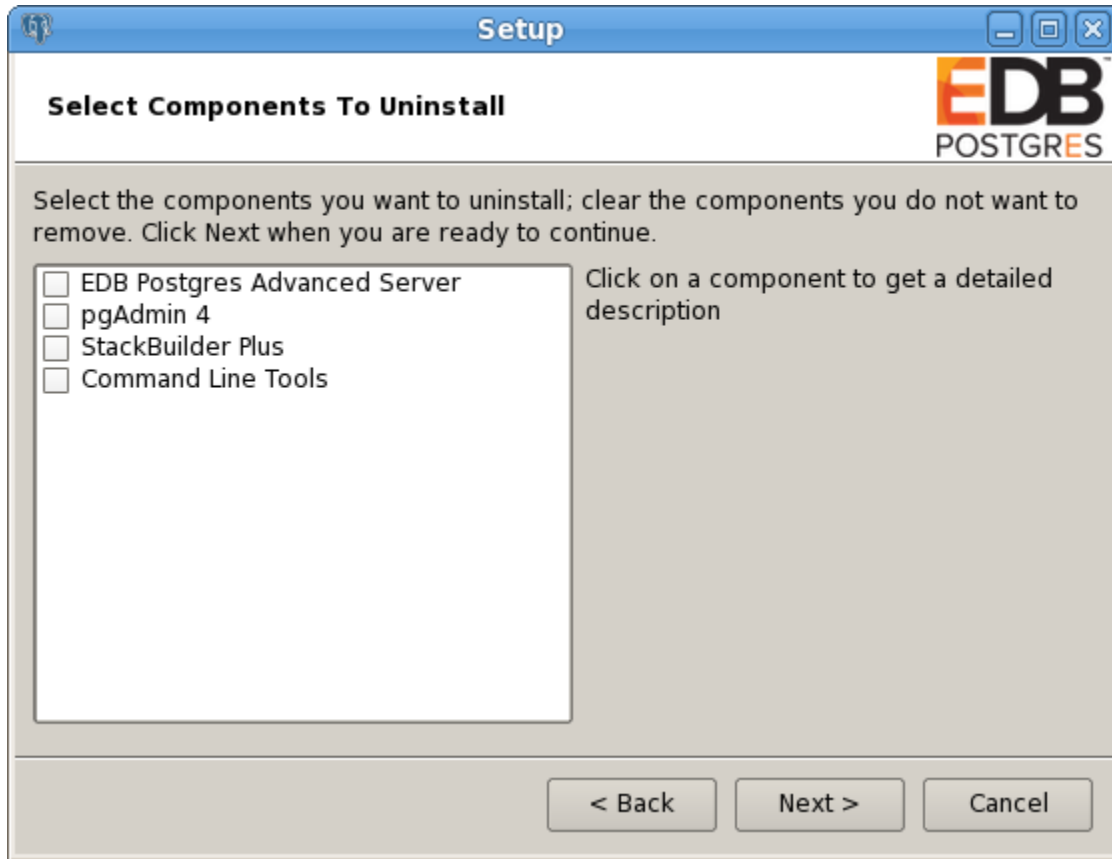 Setup
Select Components To Uninstall
EDB
POSTGRES
Select the components you want to uninstall; clear the components you do not want to
remove. Click Next when you are ready to continue.
EDB Postgres Advanced Server
pgAdmin 4
StackBuilder Plus
Command Line Tools
Click on a component to get a detailed
description
< Back
Next >
Cancel